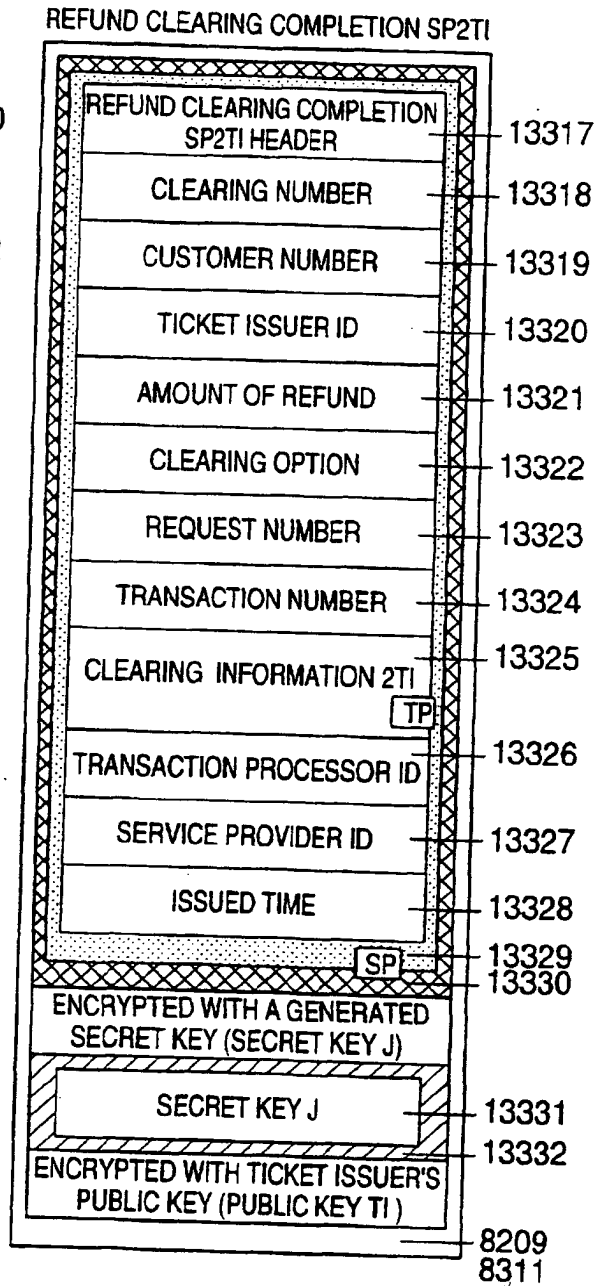 REFUND CLEARING COMPLETION SP2TI
REFUND CLEARING COMPLETION
SP2TI HEADER
13317
CLEARING NUMBER
13318
CUSTOMER NUMBER
13319
TICKET ISSUER ID
13320
AMOUNT OF REFUND
13321
CLEARING OPTION
13322
REQUEST NUMBER
13323
TRANSACTION NUMBER
13324
CLEARING INFORMATION 2TI
13325
TP
TRANSACTION PROCESSOR ID
13326
SERVICE PROVIDER ID
13327
ISSUED TIME
13328
SP
13329
13330
ENCRYPTED WITH A GENERATED
SECRET KEY (SECRET KEY J)
SECRET KEY J
13331
13332
ENCRYPTED WITH TICKET ISSUER'S
PUBLIC KEY (PUBLIC KEY TI )
8209
8311